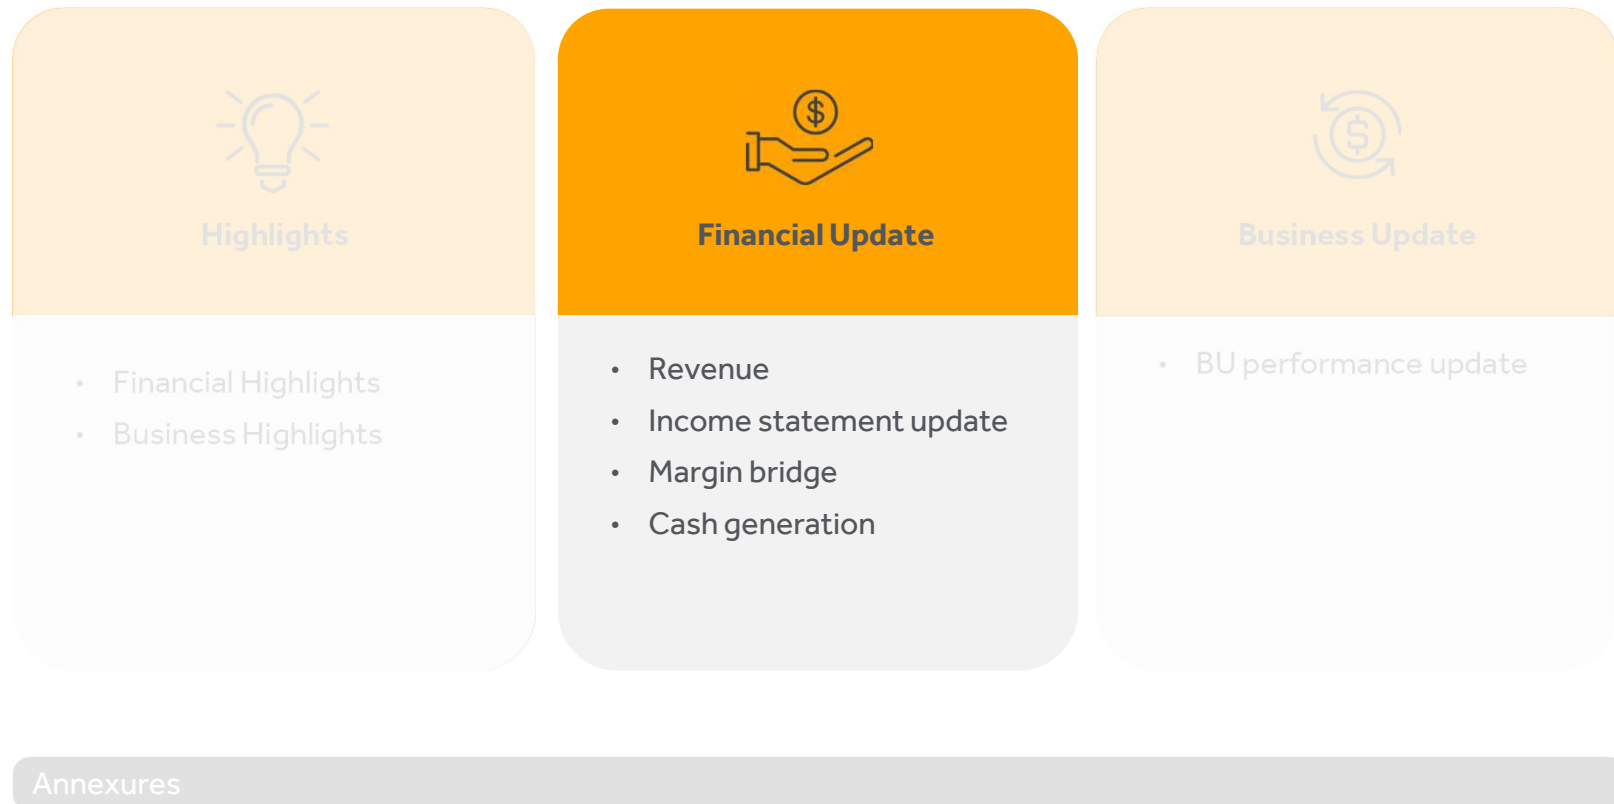 Highlights
• Financial Highlights
• Business Highlights
Financial Update
• Revenue
• Income statement update
• Margin bridge
• Cash generation
Business Update
• BU performance update
Annexures